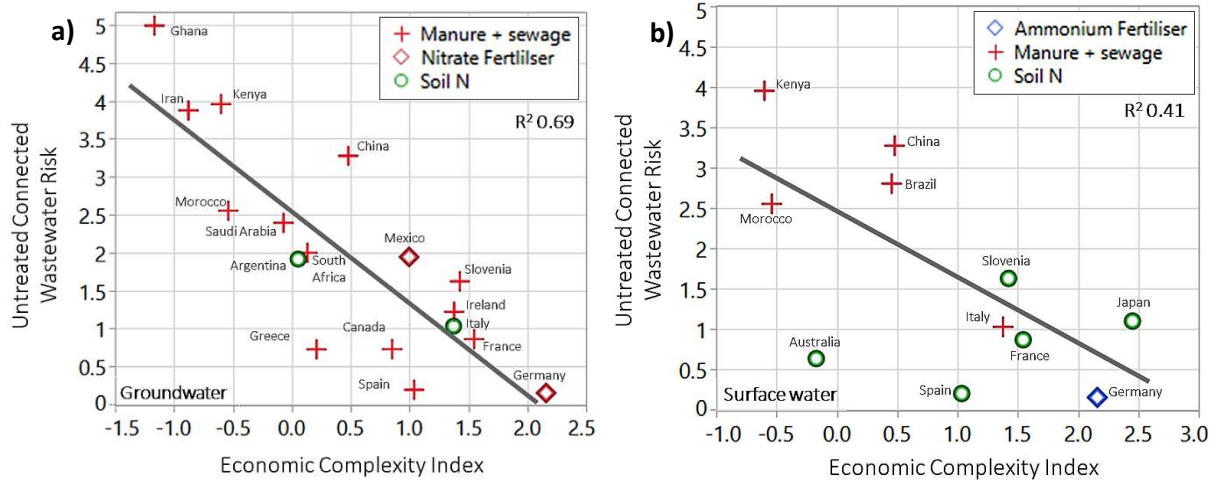 a)
Untreated Connected
Wastewater Risk
5
4.5
4
3.5
3
2.5
2
1.5
1
0.5
0
Manure + sewage
Nitrate Fertlilser
Soil N
R² 0.69
Ghana
Iran
Kenya
China
Morocco
Saudi Arabia
Argentina
South
Africa
Mexico
Slovenia
Ireland
Italy
France
Greece
Canada
Spain
Germany
Groundwater
-1.5 -1.0 -0.5 0.0 0.5 1.0 1.5 2.0 2.5
Economic Complexity Index
b)
Untreated Connected
Wastewater Risk
5
4.5
4
3.5
3
2.5
2
1.5
1
0.5
0
Ammonium Fertiliser
Manure + sewage
Soil N
R² 0.41
Kenya
China
Brazil
Morocco
Slovenia
Japan
Italy
France
Australia
Spain
Germany
Surface water
-1.0 -0.5 0.0 0.5 1.0 1.5 2.0 2.5 3.0
Economic Complexity Index